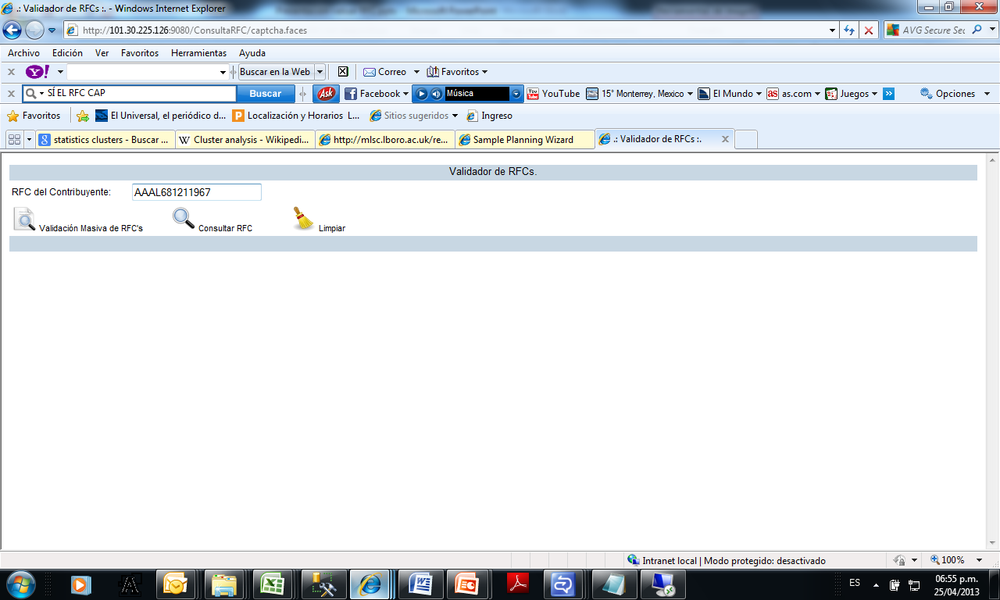 .: Validador de RFCs :. - Windows Internet Explorer
http://101.30.225.126:9080/ConsultaRFC/captcha.faces
AVG Secure Sec
Archivo Edición Ver Favoritos Herramientas Ayuda
Y! Buscar en la Web Correo Favoritos
SÍ EL RFC CAP Buscar Ask Facebook Música You Tube YouTube 15° Monterrey, Mexico El Mundo as as.com Juegos Opciones
Favoritos El Universal, el periódico d... P Localización y Horarios L... Sitios sugeridos Ingreso
8 statistics clusters - Buscar ... W Cluster analysis - Wikipedi... http://mlsc.lboro.ac.uk/re... Sample Planning Wizard .: Validador de RFCs :.
Validador de RFCs.
RFC del Contribuyente: AAAL681211967
Validación Masiva de RFC's Consultar RFC Limpiar
Intranet local | Modo protegido: desactivado 100%
ES 06:55 p.m.
25/04/2013